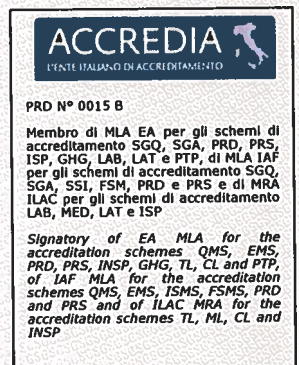 ACCREDIA
L'ENTE ITALIANO DI ACCREDITAMENTO
PRD N° 0015 B
Membro di MLA EA per gli schemi di
accreditamento SGQ, SGA, PRD, PRS,
ISP, GHG, LAB, LAT e PTP, di MLA IAF
per gli schemi di accreditamento SGQ,
SGA, SSI, FSM, PRD e PRS e di MRA
ILAC per gli schemi di accreditamento
LAB, MED, LAT e ISP
Signatory of EA MLA for the
accreditation schemes QMS, EMS,
PRD, PRS, INSP, GHG, TL, CL and PTP,
of IAF MLA for the accreditation
schemes QMS, EMS, ISMS, FSMS, PRD
and PRS and of ILAC MRA for the
accreditation schemes TL, ML, CL and
INSP